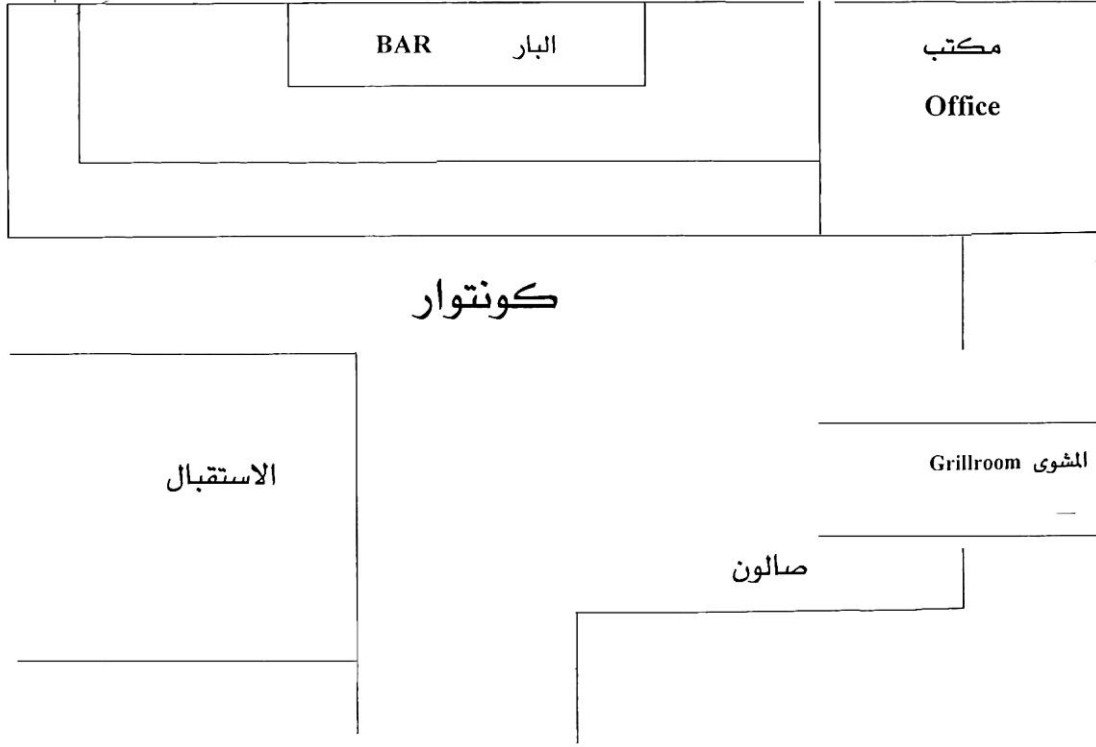 البار BAR
مكتب
Office
كونتوار
الاستقبال
المشوى Grillroom
صالون